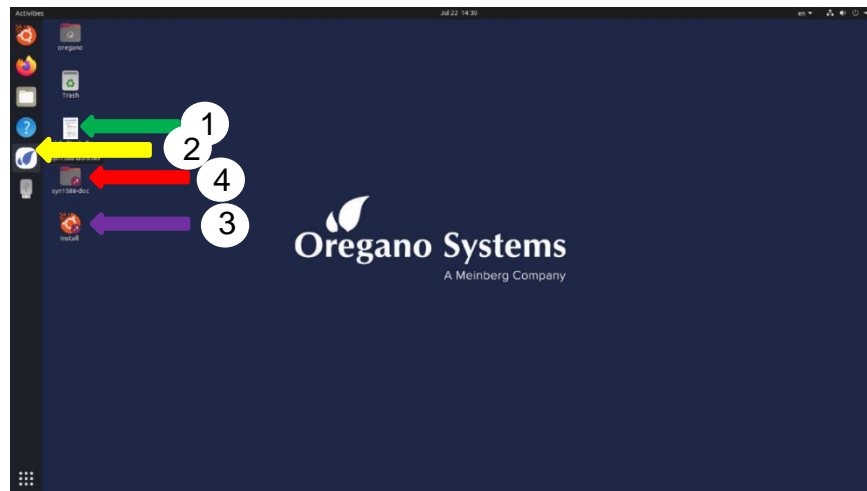 Activities
Jul 22 14:30
en
oregano
Trash
1
2
syn1588-doc
4
Install
3
Oregano Systems
A Meinberg Company